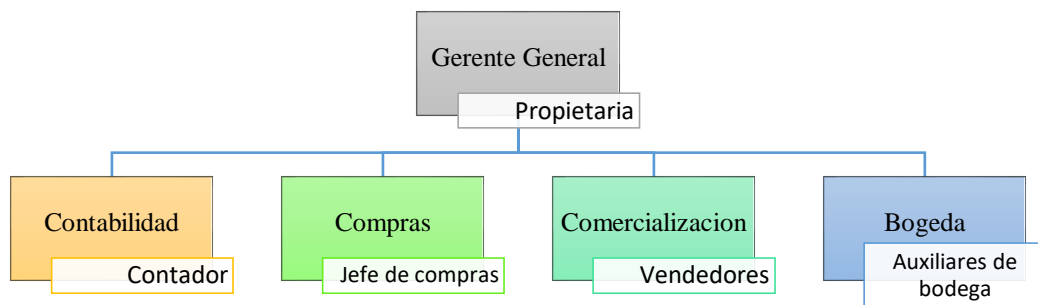 Gerente General
Propietaria
Contabilidad
Contador
Compras
Jefe de compras
Comercializacion
Vendedores
Bogeda
Auxiliares de
bodega